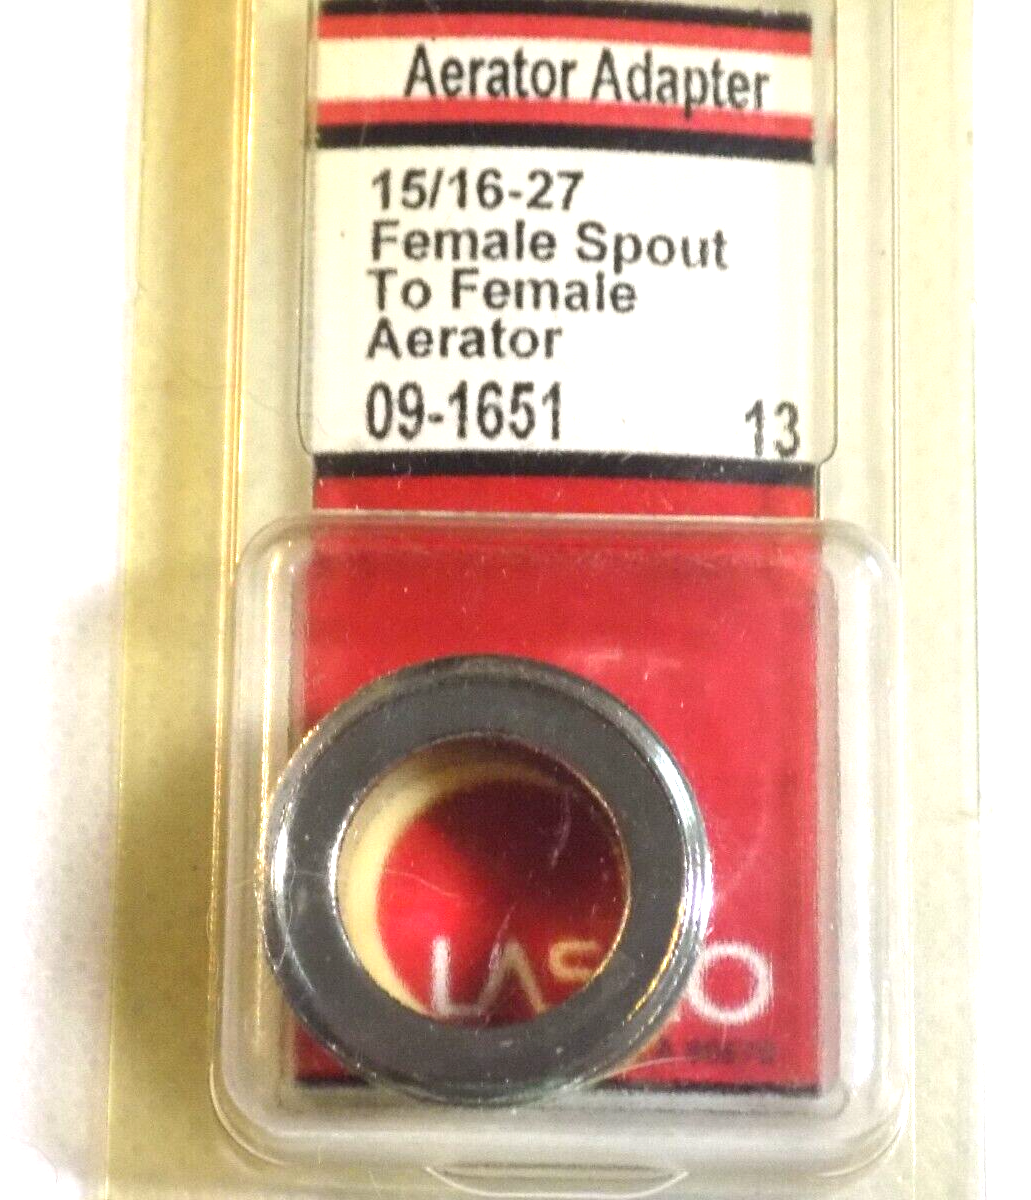 Aerator Adapter
15/16-27
Female Spout
To Female
Aerator
09-1651 13